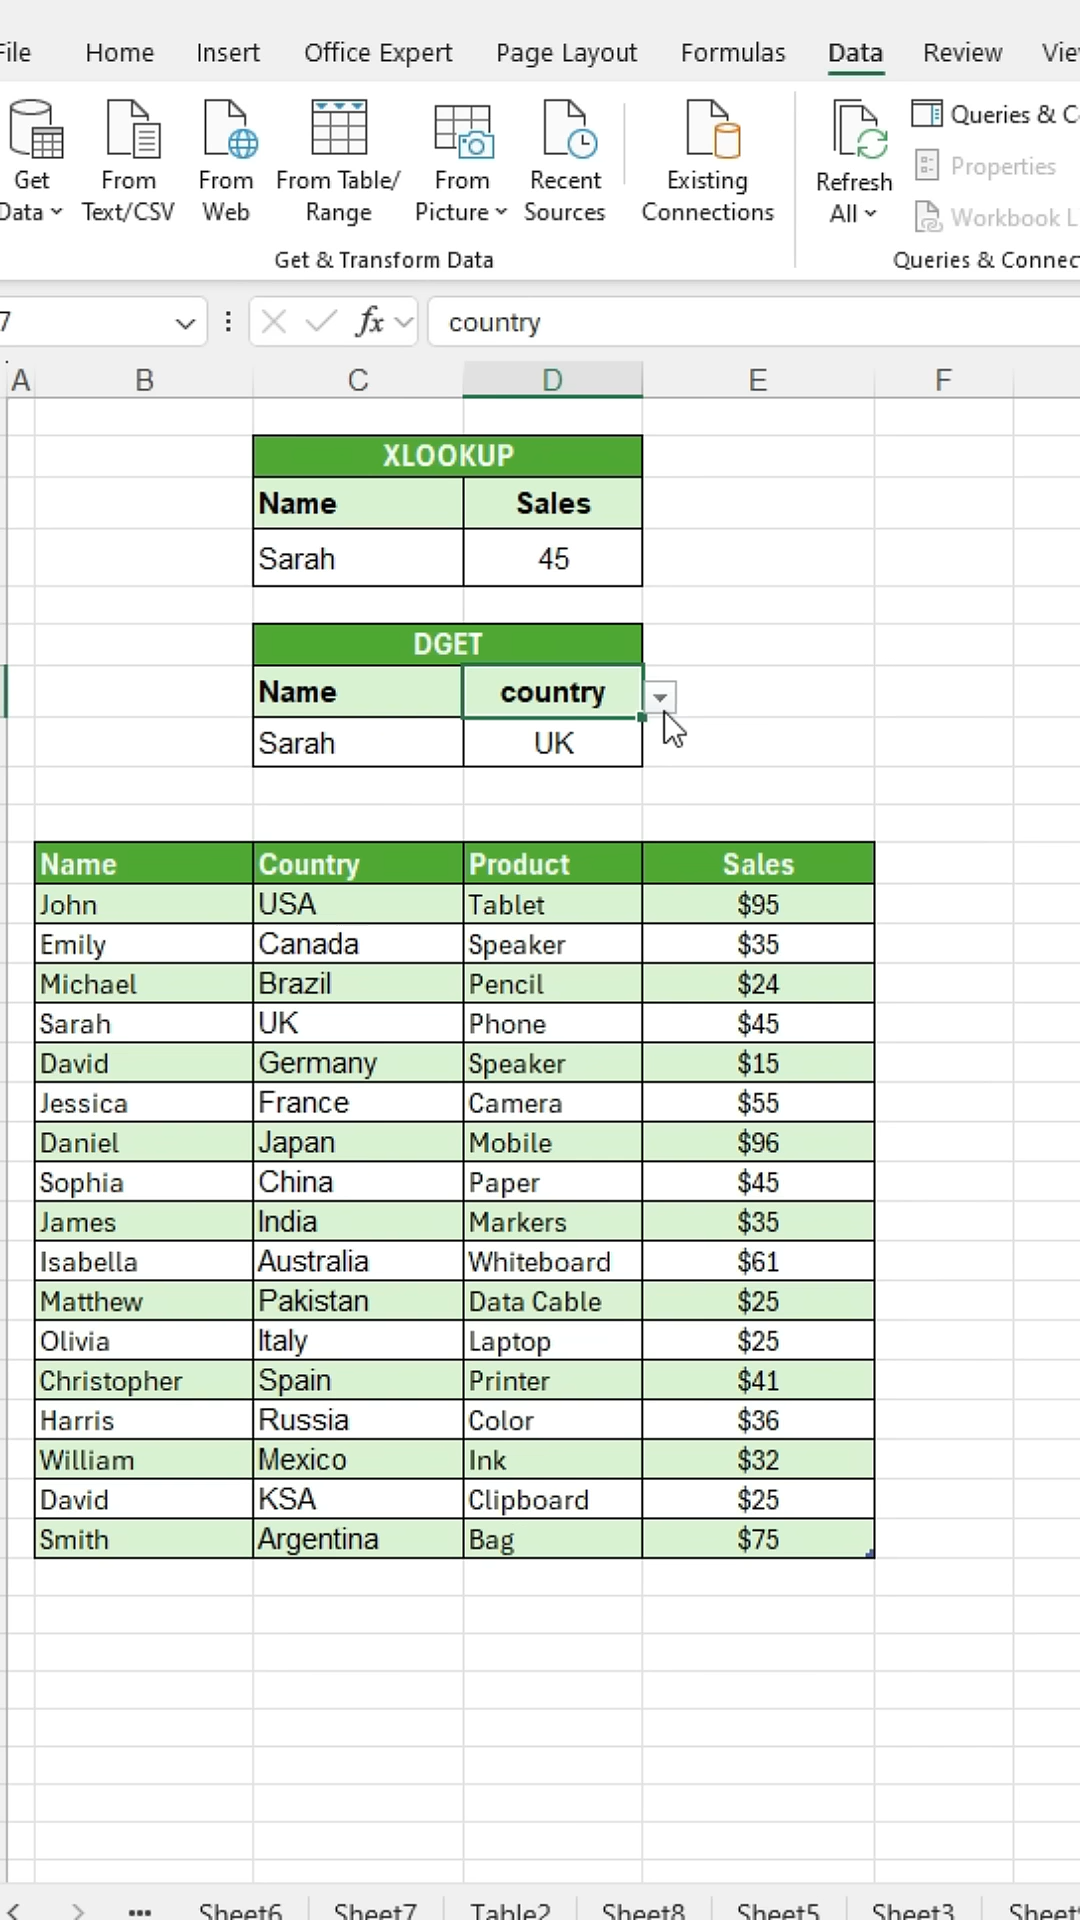 File Home Insert Office Expert Page Layout Formulas Data Review
Get Data From Text/CSV From Web From Table/ Range From Picture Recent Sources Existing Connections Refresh All Queries &
Properties
Workbook
Get & Transform Data Queries &
7 fx country
A B C D E F
XLOOKUP
Name Sales
Sarah 45
DGET
Name country
Sarah UK
Name Country Product Sales
John USA Tablet $95
Emily Canada Speaker $35
Michael Brazil Pencil $24
Sarah UK Phone $45
David Germany Speaker $15
Jessica France Camera $55
Daniel Japan Mobile $96
Sophia China Paper $45
James India Markers $35
Isabella Australia Whiteboard $61
Matthew Pakistan Data Cable $25
Olivia Italy Laptop $25
Christopher Spain Printer $41
Harris Russia Color $36
William Mexico Ink $32
David KSA Clipboard $25
Smith Argentina Bag $75
... Sheet6 Sheet7 Table2 Sheet8 Sheet5 Sheet3